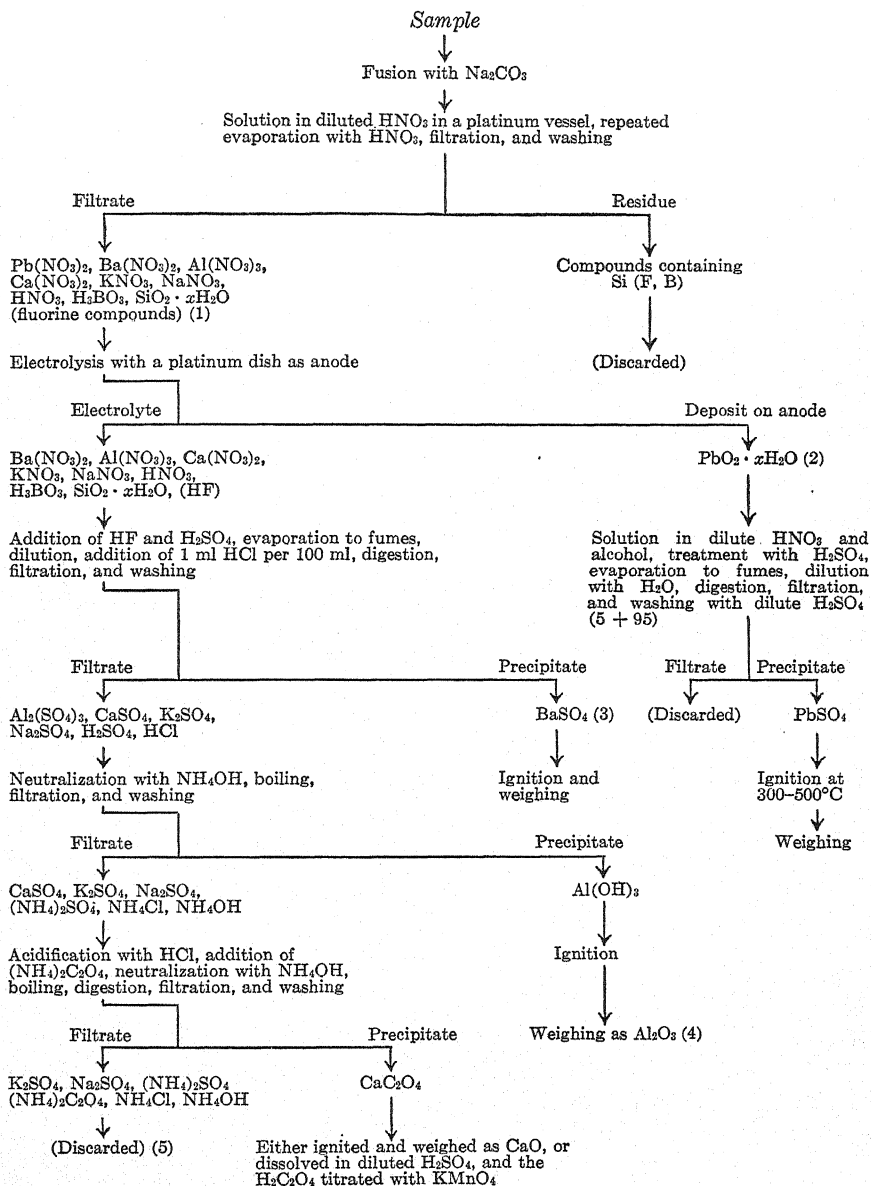 Sample
Fusion with Na₂CO₃
Solution in diluted HNO₃ in a platinum vessel, repeated
evaporation with HNO₃, filtration, and washing
Filtrate
Residue
Pb(NO₃)₂, Ba(NO₃)₂, Al(NO₃)₃,
Ca(NO₃)₂, KNO₃, NaNO₃,
HNO₃, H₃BO₃, SiO₂ · xH₂O
(fluorine compounds) (1)
Compounds containing
Si (F, B)
Electrolysis with a platinum dish as anode
(Discarded)
Electrolyte
Deposit on anode
Ba(NO₃)₂, Al(NO₃)₃, Ca(NO₃)₂,
KNO₃, NaNO₃, HNO₃,
H₃BO₃, SiO₂ · xH₂O, (HF)
PbO₂ · xH₂O (2)
Addition of HF and H₂SO₄, evaporation to fumes,
dilution, addition of 1 ml HCl per 100 ml, digestion,
filtration, and washing
Solution in dilute HNO₃ and
alcohol, treatment with H₂SO₄,
evaporation to fumes, dilution
with H₂O, digestion, filtration,
and washing with dilute H₂SO₄
(5 + 95)
Filtrate
Precipitate
Filtrate
Precipitate
Al₂(SO₄)₃, CaSO₄, K₂SO₄,
Na₂SO₄, H₂SO₄, HCl
BaSO₄ (3)
(Discarded)
PbSO₄
Neutralization with NH₄OH, boiling,
filtration, and washing
Ignition and
weighing
Ignition at
300–500°C
Weighing
Filtrate
Precipitate
CaSO₄, K₂SO₄, Na₂SO₄,
(NH₄)₂SO₄, NH₄Cl, NH₄OH
Al(OH)₃
Acidification with HCl, addition of
(NH₄)₂C₂O₄, neutralization with NH₄OH,
boiling, digestion, filtration, and washing
Ignition
Weighing as Al₂O₃ (4)
Filtrate
Precipitate
K₂SO₄, Na₂SO₄, (NH₄)₂SO₄
(NH₄)₂C₂O₄, NH₄Cl, NH₄OH
CaC₂O₄
(Discarded) (5)
Either ignited and weighed as CaO, or
dissolved in diluted H₂SO₄, and the
H₂C₂O₄ titrated with KMnO₄